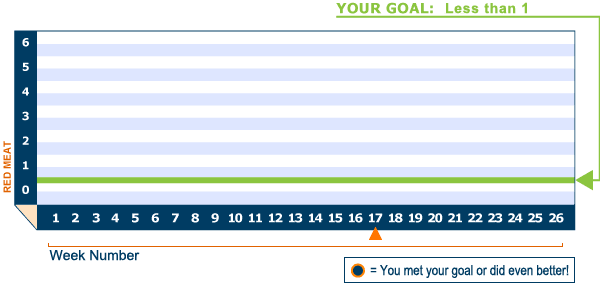 YOUR GOAL: Less than 1
6
5
4
3
2
1
0
RED MEAT
1 2 3 4 5 6 7 8 9 10 11 12 13 14 15 16 17 18 19 20 21 22 23 24 25 26
Week Number
= You met your goal or did even better!